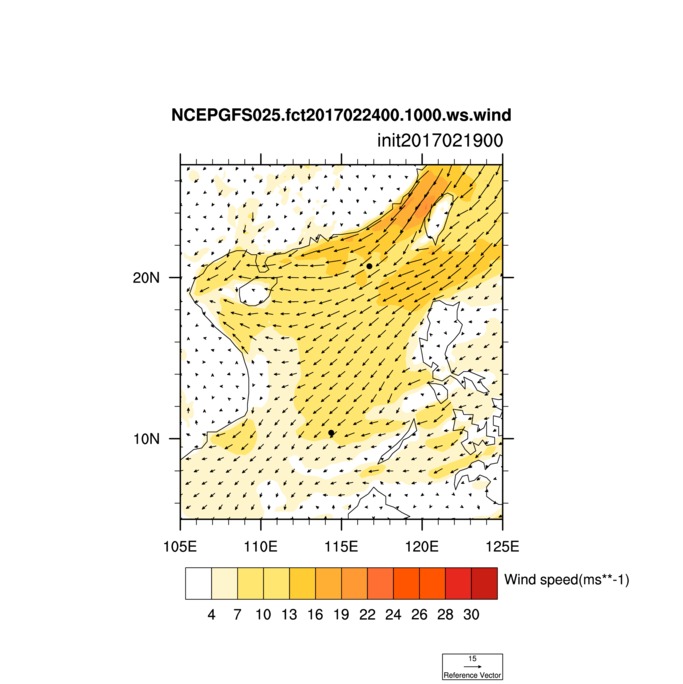 NCEPGFS025.fct2017022400.1000.ws.wind
init2017021900
20N
10N
105E 110E 115E 120E 125E
Wind speed(ms**-1)
4 7 10 13 16 19 22 24 26 28 30
15
Reference Vector